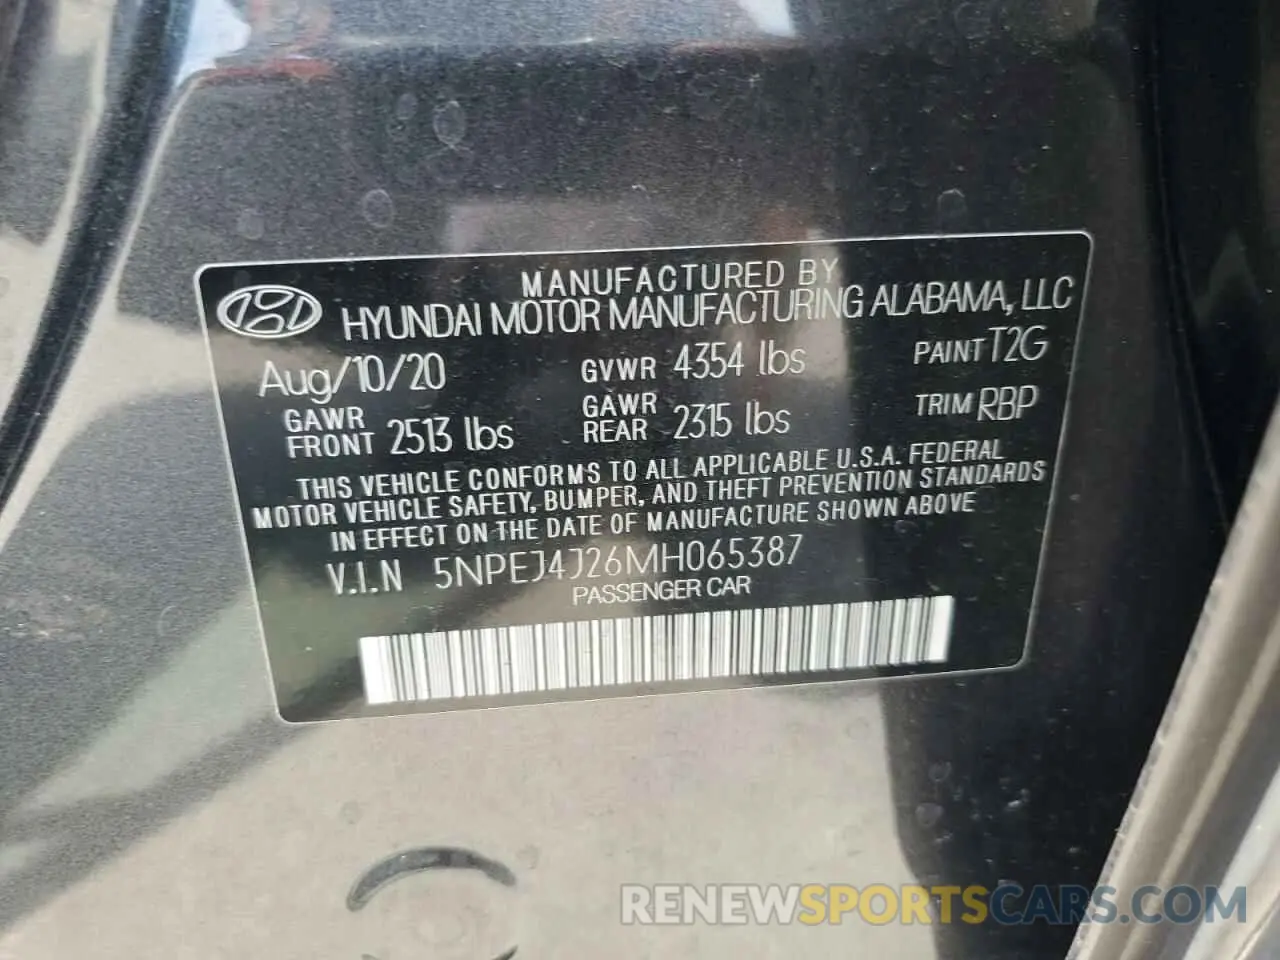 MANUFACTURED BY
HYUNDAI MOTOR MANUFACTURING ALABAMA, LLC
Aug/10/20 GVWR 4354 lbs PAINT T2G
GAWR FRONT 2513 lbs GAWR REAR 2315 lbs TRIM RBP
THIS VEHICLE CONFORMS TO ALL APPLICABLE U.S.A. FEDERAL
MOTOR VEHICLE SAFETY, BUMPER, AND THEFT PREVENTION STANDARDS
IN EFFECT ON THE DATE OF MANUFACTURE SHOWN ABOVE
V.I.N 5NPEJ4J26MH065387
PASSENGER CAR
RENEWSPORTSCARS.COM